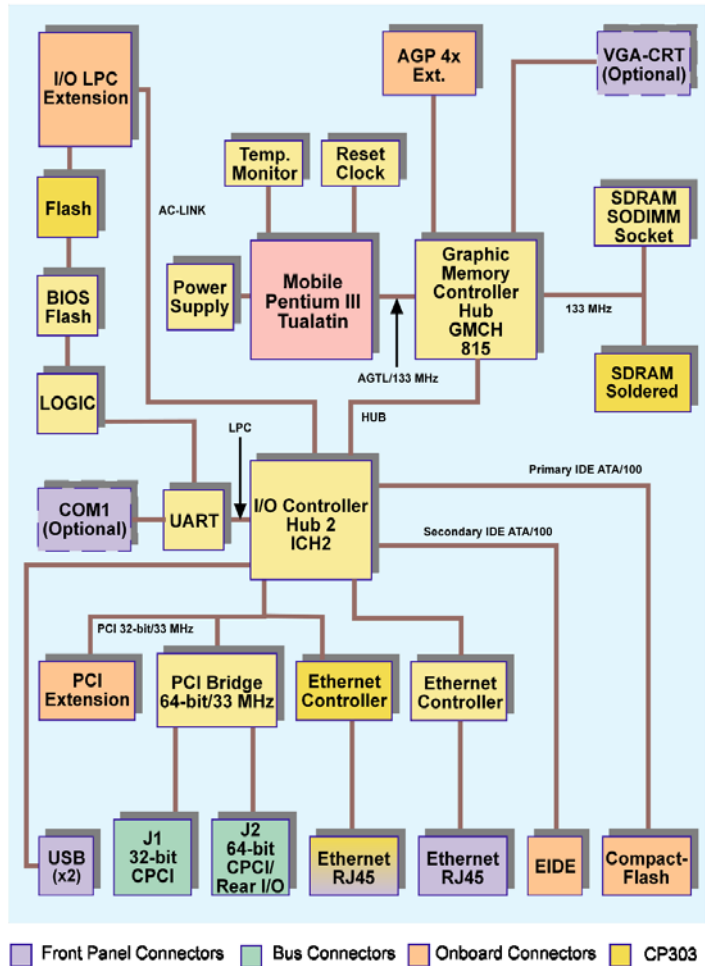 I/O LPC
Extension
AGP 4x
Ext.
VGA-CRT
(Optional)
Temp.
Monitor
Reset
Clock
Flash
AC-LINK
SDRAM
SODIMM
Socket
BIOS
Flash
Power
Supply
Mobile
Pentium III
Tualatin
Graphic
Memory
Controller
Hub
GMCH
815
133 MHz
AGTL/133 MHz
SDRAM
Soldered
LOGIC
HUB
LPC
COM1
(Optional)
UART
I/O Controller
Hub 2
ICH2
Primary IDE ATA/100
Secondary IDE ATA/100
PCI 32-bit/33 MHz
PCI
Extension
PCI Bridge
64-bit/33 MHz
Ethernet
Controller
Ethernet
Controller
USB
(x2)
J1
32-bit
CPCI
J2
64-bit
CPCI/
Rear I/O
Ethernet
RJ45
Ethernet
RJ45
EIDE
Compact-
Flash
Front Panel Connectors
Bus Connectors
Onboard Connectors
CP303